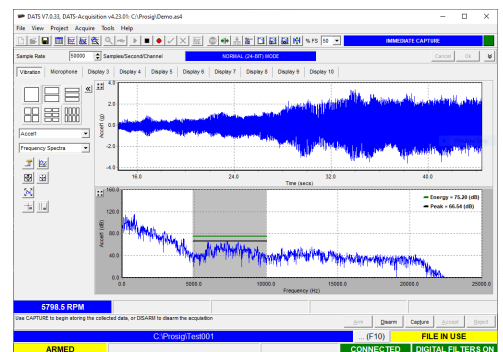 DATS V7.0.33, DATS-Acquisition v4.23.01: C:\Prosig\Demo.as4
File View Project Acquire Tools Help
% FS 50 IMMEDIATE CAPTURE
Sample Rate 50000 Samples/Second/Channel NORMAL (24-BIT) MODE Cancel Ok
Vibration Microphone Display 3 Display 4 Display 5 Display 6 Display 7 Display 8 Display 9 Display 10
Accel1
Frequency Spectra
4.0
2.0
0.0
-2.0
-4.0
Accel1 (g)
16.0 24.0 32.0 40.0
Time (secs)
160.0
120.0
80.0
40.0
0.0
Accel1 (dB)
Energy = 75.20 (dB)
Peak = 66.54 (dB)
0.0 5000.0 10000.0 15000.0 20000.0 25000.0
Frequency (Hz)
5798.5 RPM
Use CAPTURE to begin storing the collected data, or DISARM to disarm the acquisition
Arm Disarm Capture Accept Reject
C:\Prosig\Test001 ... (F10) FILE IN USE
ARMED CONNECTED DIGITAL FILTERS ON